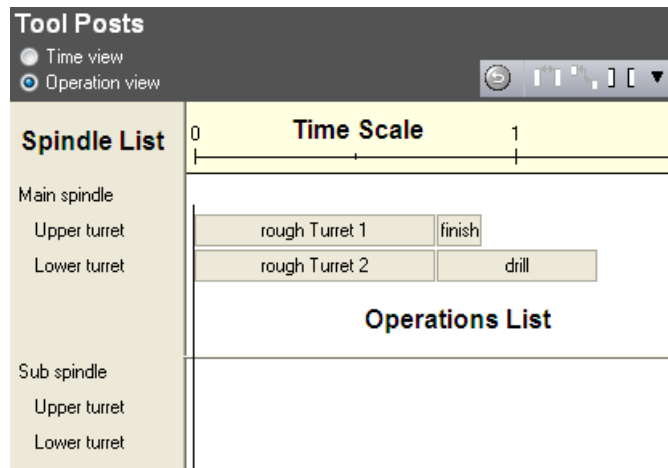 Tool Posts
Time view
Operation view
Spindle List
0 Time Scale 1
Main spindle
Upper turret rough Turret 1 finish
Lower turret rough Turret 2 drill
Operations List
Sub spindle
Upper turret
Lower turret